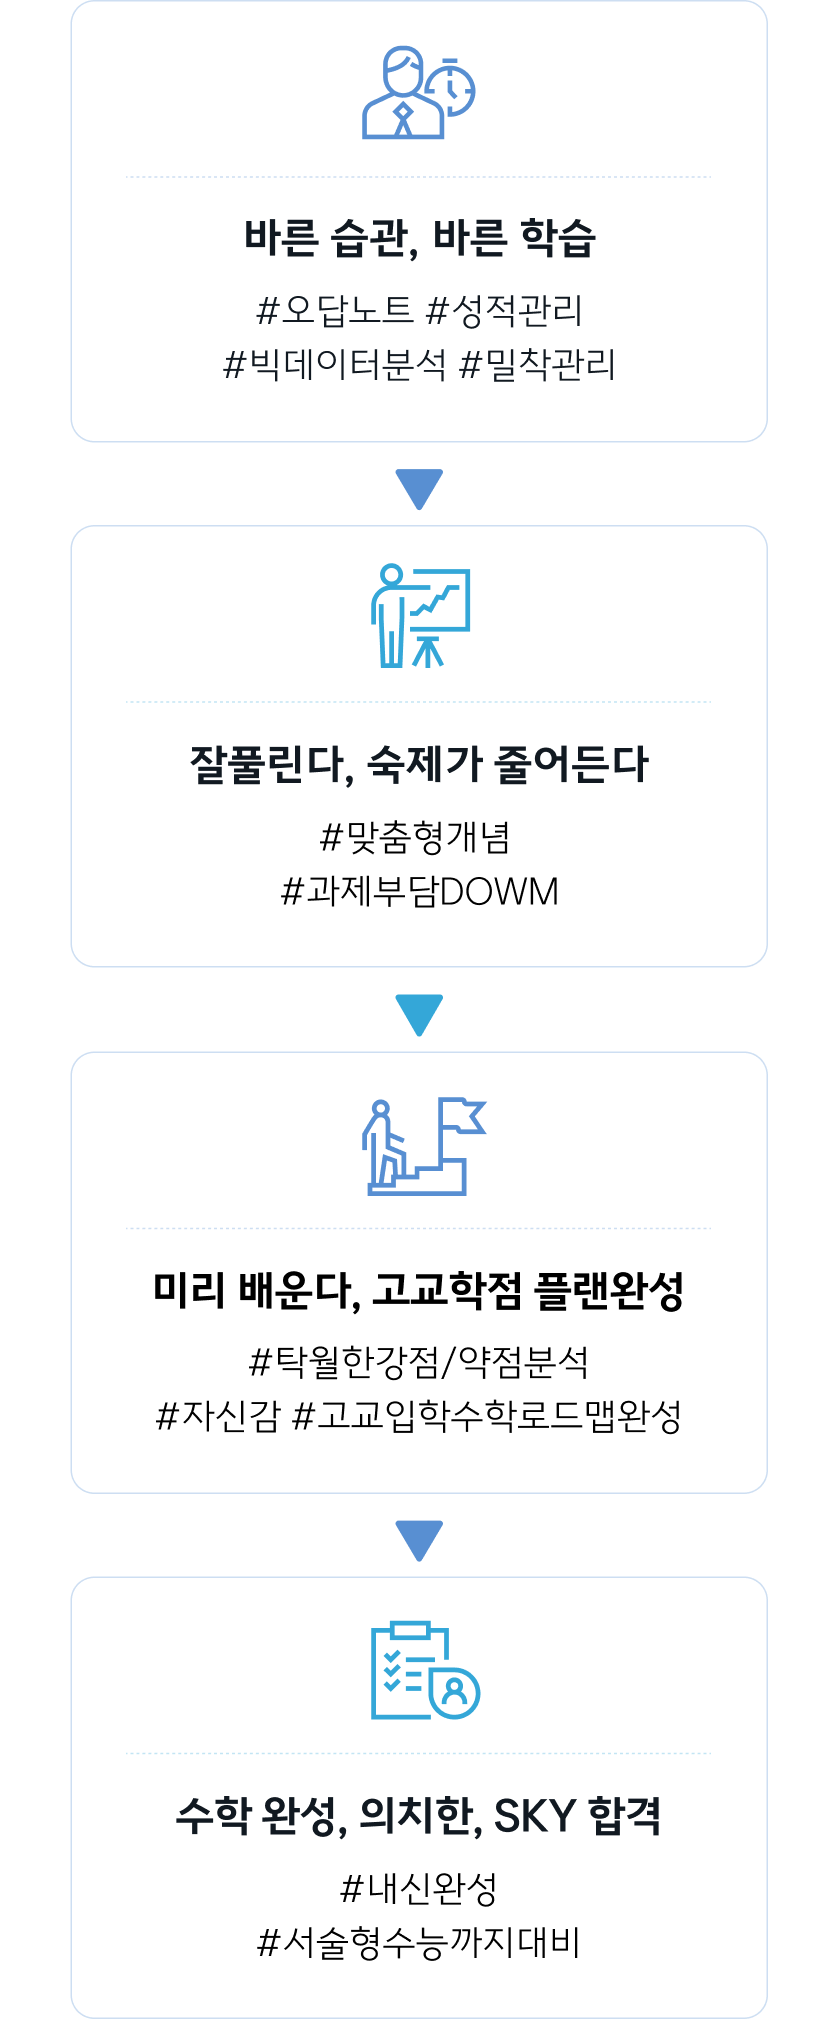 바른 습관, 바른 학습
#오답노트 #성적관리
#빅데이터분석 #밀착관리
잘풀린다, 숙제가 줄어든다
#맞춤형개념
#과제부담DOWM
미리 배운다, 고교학점 플랜완성
#탁월한강점/약점분석
#자신감 #고교입학수학로드맵완성
수학 완성, 의치한, SKY 합격
#내신완성
#서술형수능까지대비